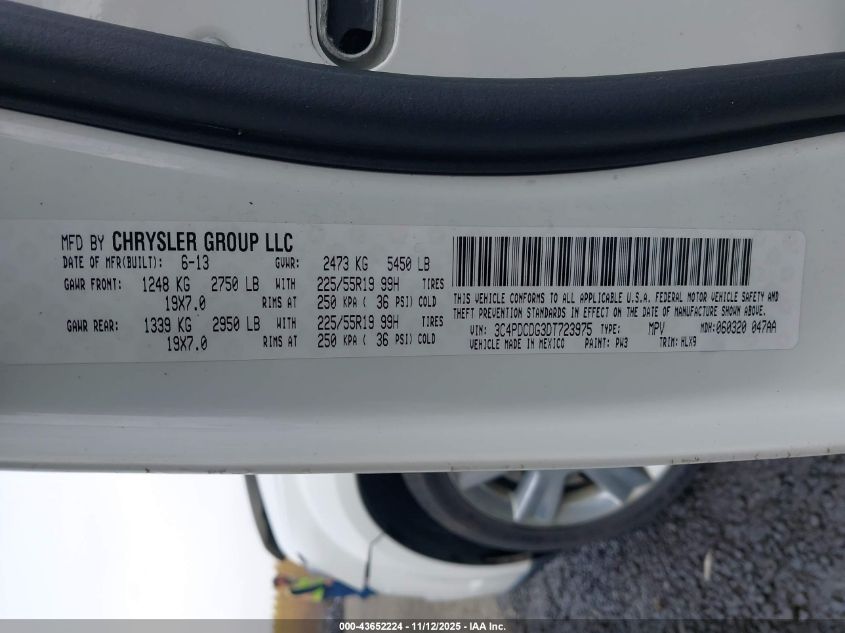 MFD BY CHRYSLER GROUP LLC
DATE OF MFR(BUILT): 6-13 GVWR: 2473 KG 5450 LB
GAWR FRONT: 1248 KG 2750 LB WITH 225/55R19 99H TIRES
19X7.0 RIMS AT 250 KPA ( 36 PSI) COLD
GAWR REAR: 1339 KG 2950 LB WITH 225/55R19 99H TIRES
19X7.0 RIMS AT 250 KPA ( 36 PSI) COLD
THIS VEHICLE CONFORMS TO ALL APPLICABLE U.S.A. FEDERAL MOTOR VEHICLE SAFETY AND
THEFT PREVENTION STANDARDS IN EFFECT ON THE DATE OF MANUFACTURE SHOWN ABOVE.
VIN: 3C4PDCDG3DT723975 TYPE: MPV MDH: 060320 047AA
VEHICLE MADE IN MEXICO PAINT: PW3 TRIM: HLX9
000-43652224 - 11/12/2025 - IAA Inc.